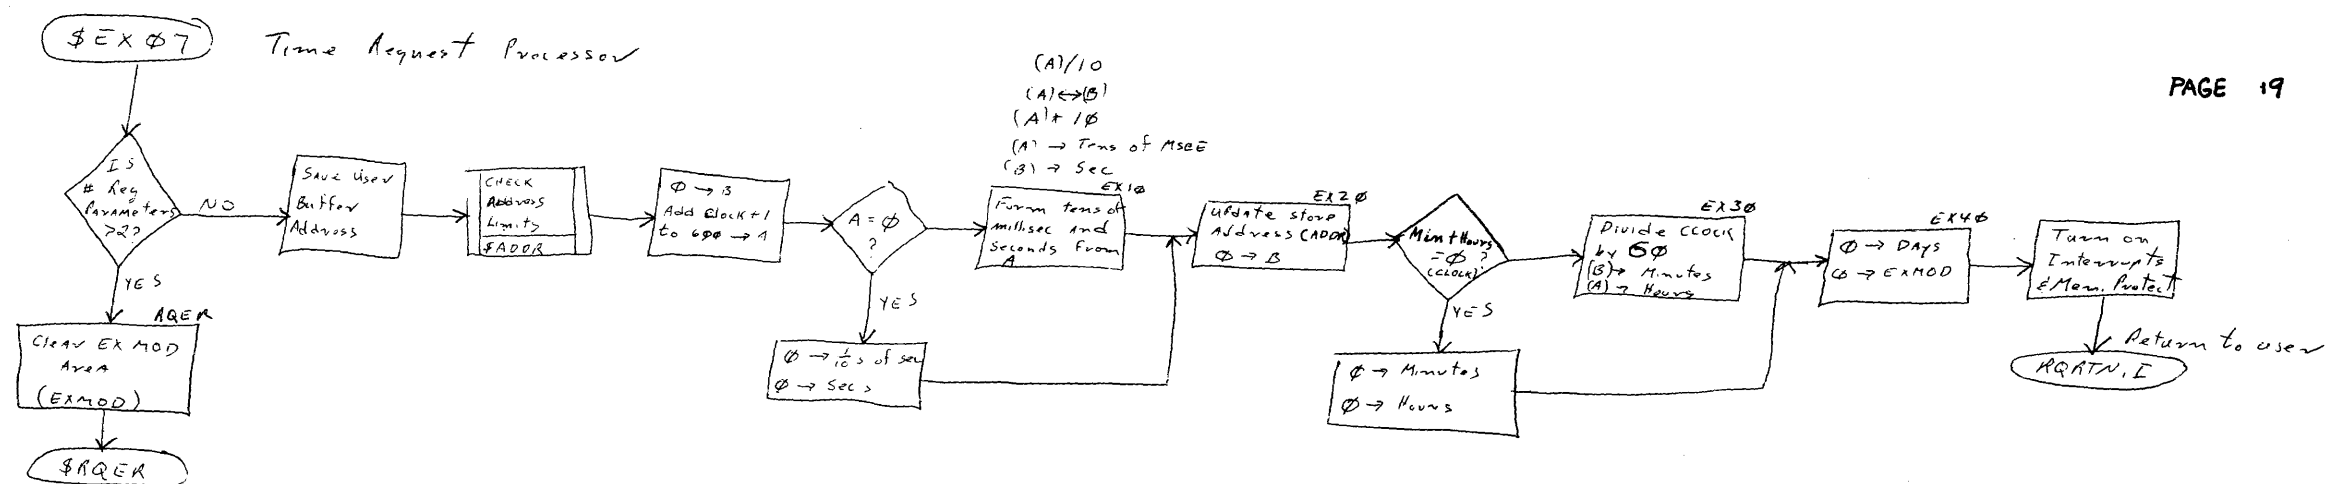 $EXØ7
Time Request Processor
PAGE 19
(A)/10
(A)↔(B)
(A)* 1Ø
(A) → Tens of MSEC
(B) → Sec
IS
# Req
Parameters
>2?
NO
YES
Save User
Buffer
Address
CHECK
Address
Limits
$ADDR
Ø → B
Add Clock+1
to 6ØØ → A
A = Ø
?
YES
EX1Ø
Form tens of
millisec and
seconds from
A
Ø → 1/10 s of sec
Ø → Secs
EX2Ø
Update store
Address (ADDR)
Ø → B
Min+Hours
=Ø ?
(CLOCK)
YES
Ø → Minutes
Ø → Hours
EX3Ø
Divide CLOCK
by 6Ø
(B) → Minutes
(A) → Hours
EX4Ø
Ø → DAYS
Ø → EXMOD
Turn on
Interrupts
& Mem. Protect
Return to user
RQRTN,I
RQER
Clear EXMOD
Area
(EXMOD)
$RQER